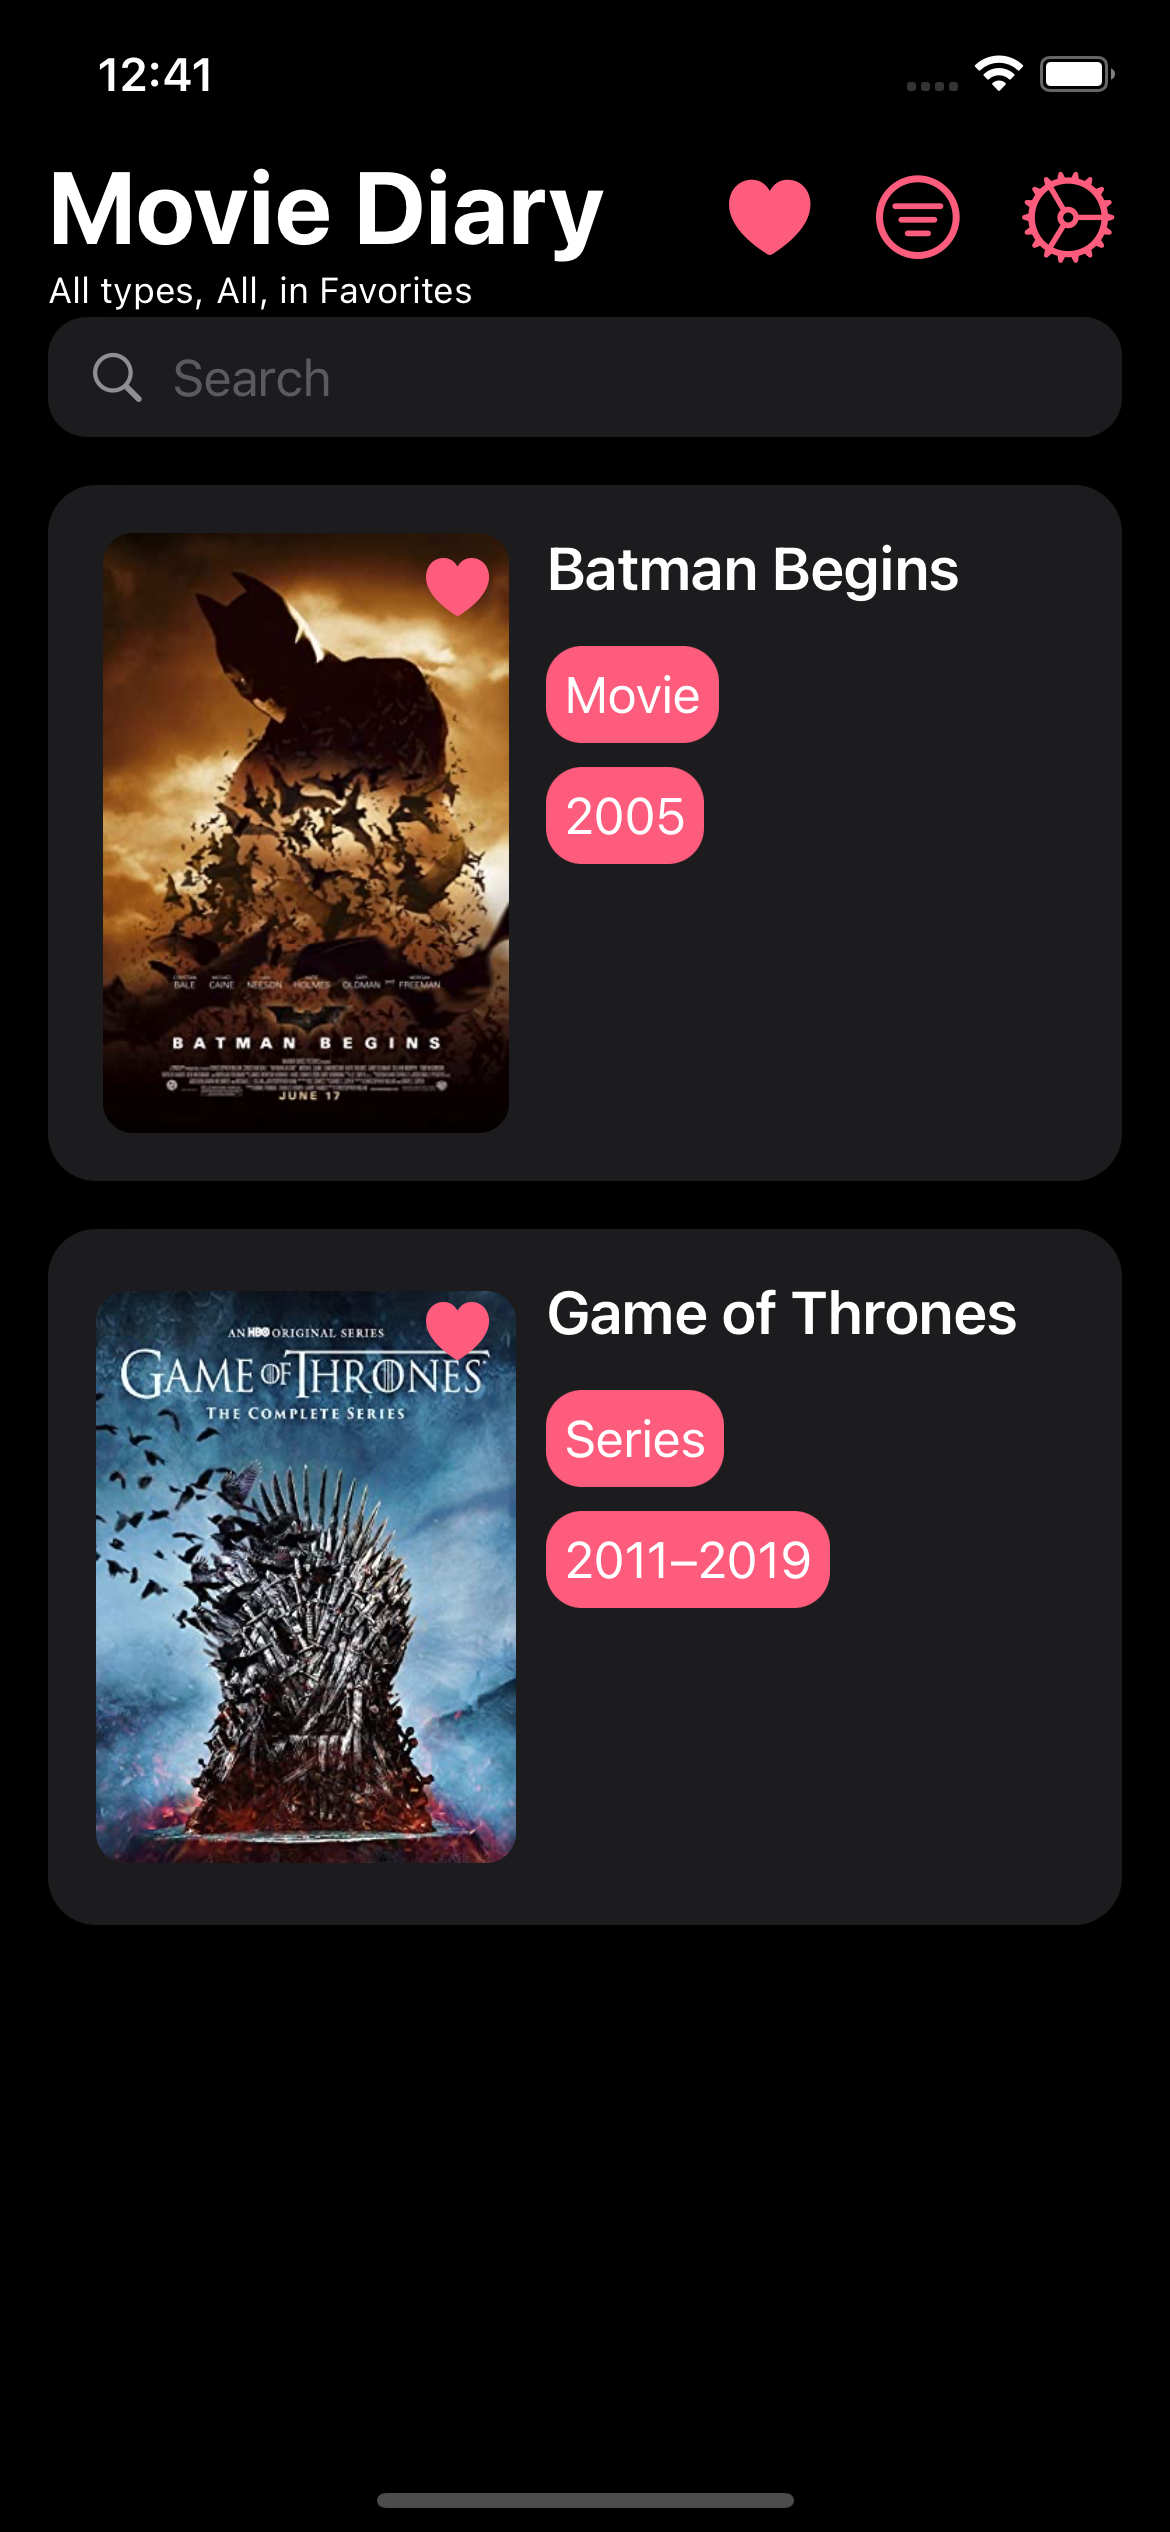 12:41
Movie Diary
All types, All, in Favorites
Search
Batman Begins
Movie
2005
BALE CAINE NEESON HOLMES OLDMAN FREEMAN
BATMAN BEGINS
JUNE 17
Game of Thrones
Series
2011–2019
AN HBO ORIGINAL SERIES
GAME OF THRONES
THE COMPLETE SERIES